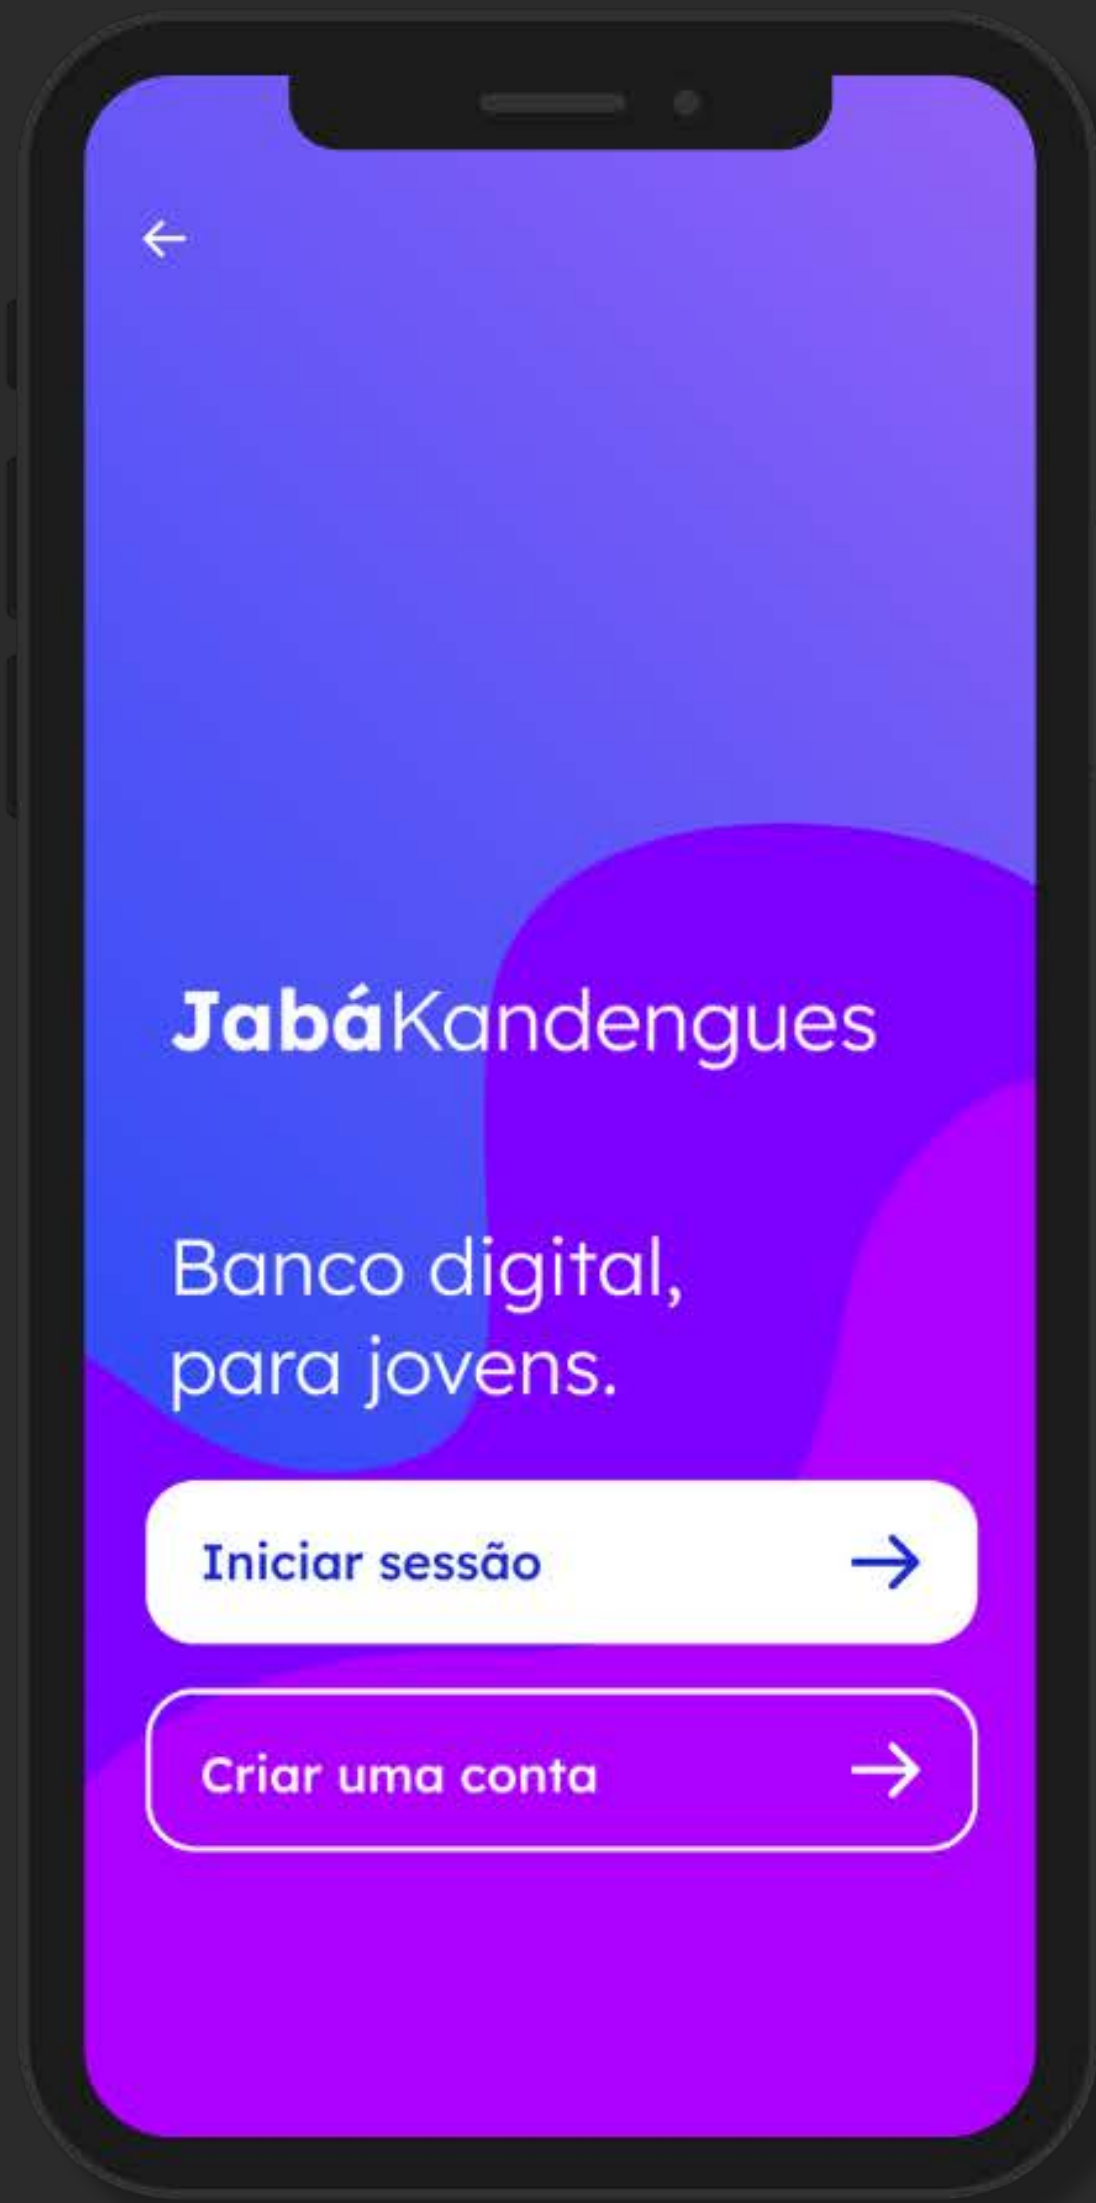 JabáKandengues
Banco digital,
para jovens.
Iniciar sessão
Criar uma conta